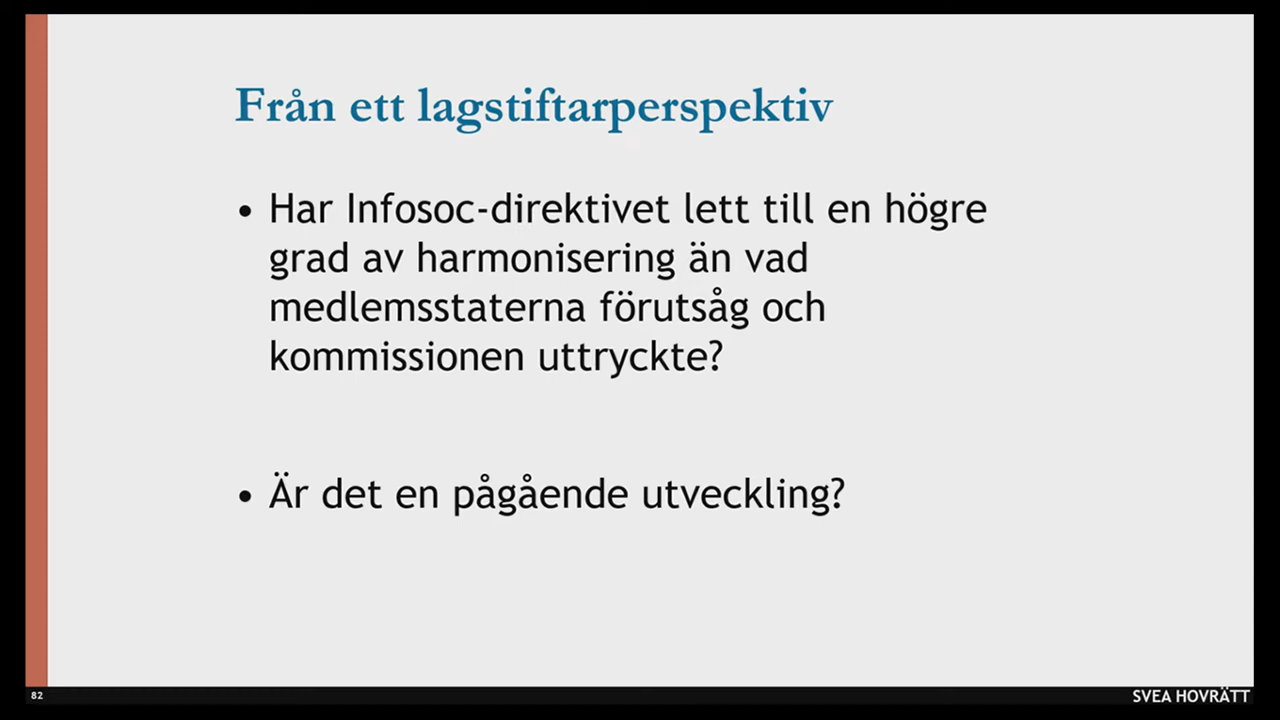 Från ett lagstiftarperspektiv
• Har Infosoc-direktivet lett till en högre
grad av harmonisering än vad
medlemsstaterna förutsåg och
kommissionen uttryckte?
• Är det en pågående utveckling?
82
SVEA HOVRÄTT